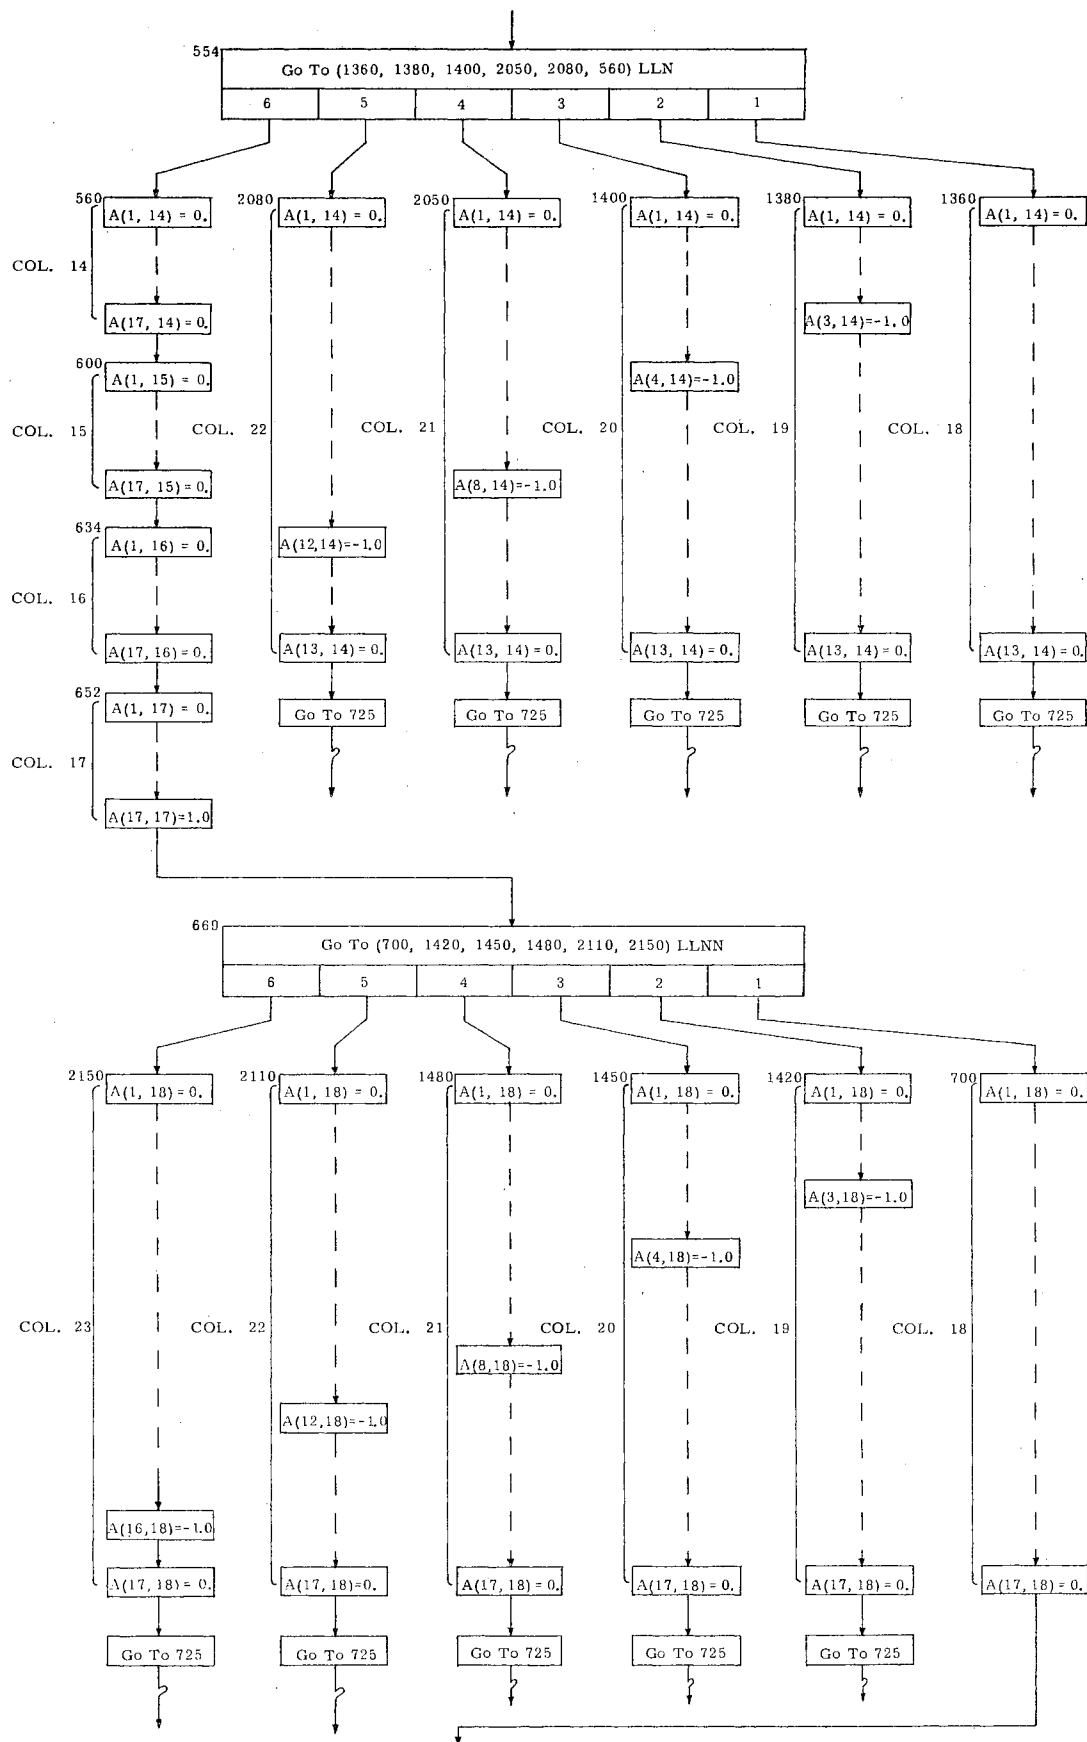 554
Go To (1360, 1380, 1400, 2050, 2080, 560) LLN
6 5 4 3 2 1
560 2080 2050 1400 1380 1360
A(1, 14) = 0. A(1, 14) = 0. A(1, 14) = 0. A(1, 14) = 0. A(1, 14) = 0. A(1, 14) = 0.
COL. 14
A(17, 14) = 0. A(3, 14)=-1.0
600
A(1, 15) = 0. A(4, 14)=-1.0
COL. 15 COL. 22 COL. 21 COL. 20 COL. 19 COL. 18
A(17, 15) = 0. A(8, 14)=-1.0
634
A(1, 16) = 0. A(12,14)=-1.0
COL. 16
A(17, 16) = 0. A(13, 14) = 0. A(13, 14) = 0. A(13, 14) = 0. A(13, 14) = 0. A(13, 14) = 0.
652
A(1, 17) = 0. Go To 725 Go To 725 Go To 725 Go To 725 Go To 725
COL. 17
A(17, 17)=1.0
669
Go To (700, 1420, 1450, 1480, 2110, 2150) LLNN
6 5 4 3 2 1
2150 2110 1480 1450 1420 700
A(1, 18) = 0. A(1, 18) = 0. A(1, 18) = 0. A(1, 18) = 0. A(1, 18) = 0. A(1, 18) = 0.
A(3,18)=-1.0
A(4,18)=-1.0
COL. 23 COL. 22 COL. 21 COL. 20 COL. 19 COL. 18
A(8,18)=-1.0
A(12,18)=-1.0
A(16,18)=-1.0
A(17, 18) = 0. A(17, 18)=0. A(17, 18) = 0. A(17, 18) = 0. A(17, 18) = 0. A(17, 18) = 0.
Go To 725 Go To 725 Go To 725 Go To 725 Go To 725